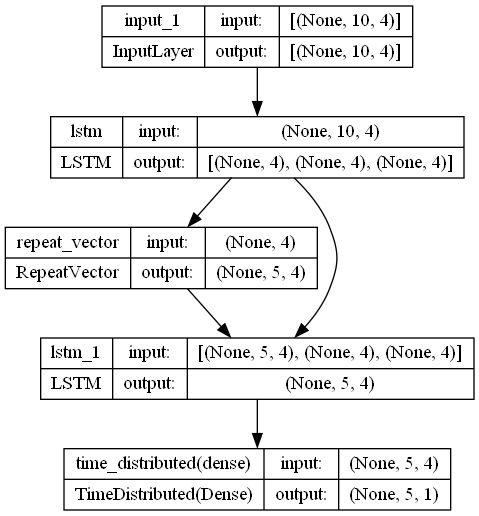 input_1 input: [(None, 10, 4)]
InputLayer output: [(None, 10, 4)]
lstm input: (None, 10, 4)
LSTM output: [(None, 4), (None, 4), (None, 4)]
repeat_vector input: (None, 4)
RepeatVector output: (None, 5, 4)
lstm_1 input: [(None, 5, 4), (None, 4), (None, 4)]
LSTM output: (None, 5, 4)
time_distributed(dense) input: (None, 5, 4)
TimeDistributed(Dense) output: (None, 5, 1)